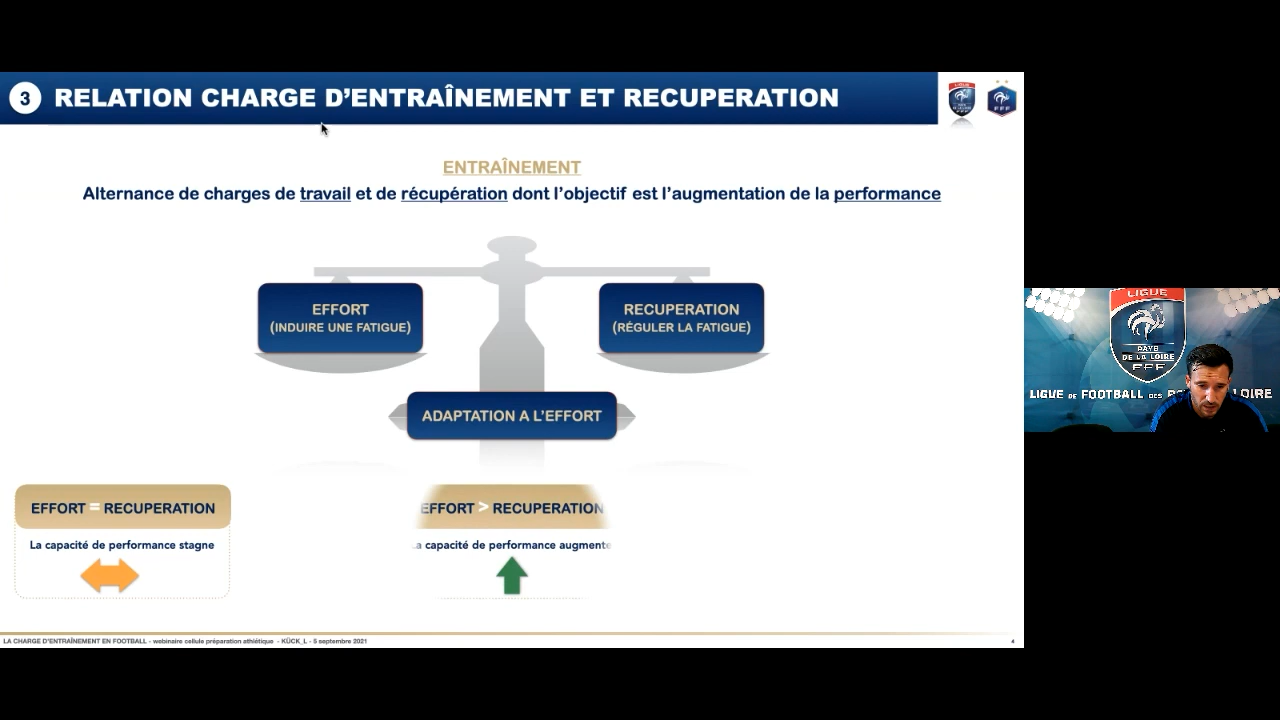 3 RELATION CHARGE D’ENTRAÎNEMENT ET RECUPERATION
ENTRAÎNEMENT
Alternance de charges de travail et de récupération dont l’objectif est l’augmentation de la performance
EFFORT
(INDUIRE UNE FATIGUE)
RECUPERATION
(RÉGULER LA FATIGUE)
ADAPTATION A L’EFFORT
EFFORT = RECUPERATION
La capacité de performance stagne
EFFORT > RECUPERATION
a capacité de performance augmente
LA CHARGE D'ENTRAÎNEMENT EN FOOTBALL - webinaire cellule préparation athlétique - KÜCK_L - 5 septembre 2021
4
LIGUE
PAYS
DE LA LOIRE
FFF
LIGUE DE FOOTBALL DES LOIRE